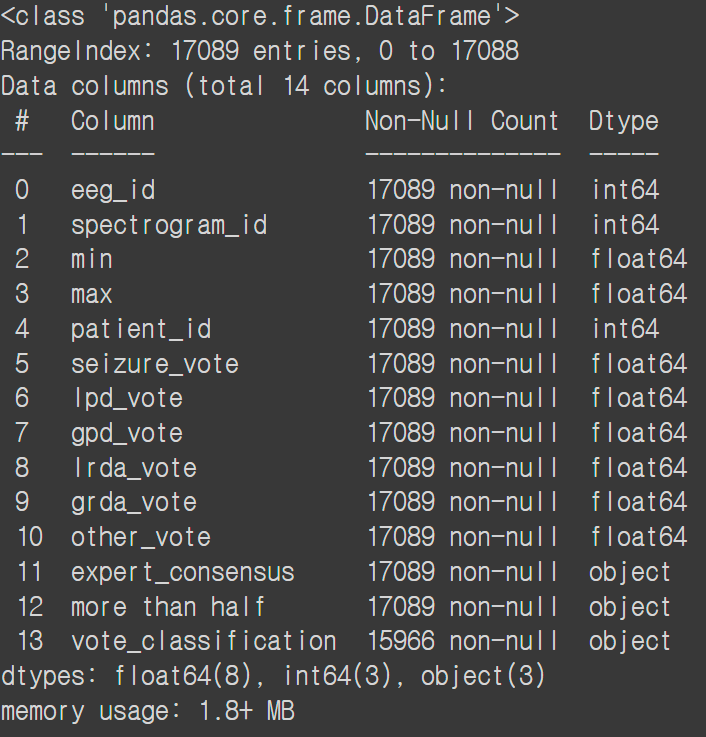 <class 'pandas.core.frame.DataFrame'>
RangeIndex: 17089 entries, 0 to 17088
Data columns (total 14 columns):
 #   Column               Non-Null Count  Dtype
---  ------               --------------  -----
 0   eeg_id               17089 non-null  int64
 1   spectrogram_id       17089 non-null  int64
 2   min                  17089 non-null  float64
 3   max                  17089 non-null  float64
 4   patient_id           17089 non-null  int64
 5   seizure_vote         17089 non-null  float64
 6   lpd_vote             17089 non-null  float64
 7   gpd_vote             17089 non-null  float64
 8   lrda_vote            17089 non-null  float64
 9   grda_vote            17089 non-null  float64
 10  other_vote           17089 non-null  float64
 11  expert_consensus     17089 non-null  object
 12  more than half       17089 non-null  object
 13  vote_classification  15966 non-null  object
dtypes: float64(8), int64(3), object(3)
memory usage: 1.8+ MB